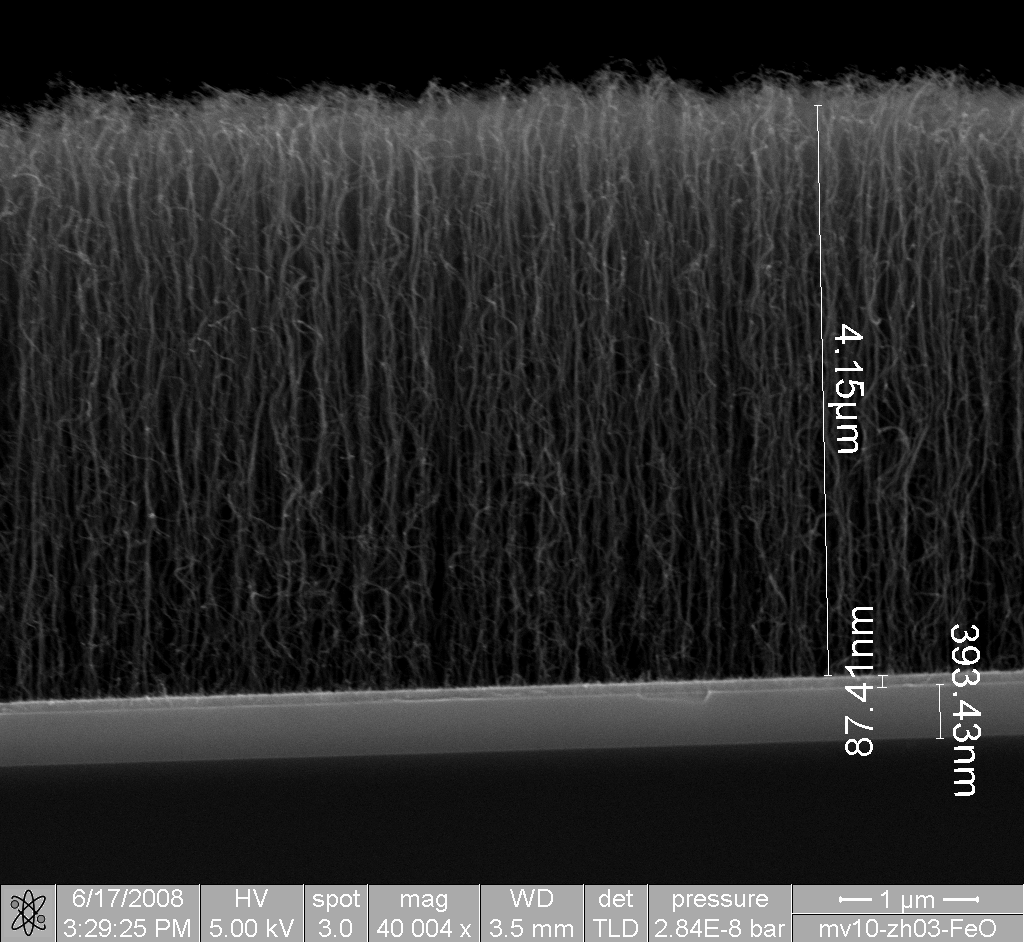 4.15µm
87.41nm
393.43nm
6/17/2008 HV spot mag WD det pressure 1 µm
3:29:25 PM 5.00 kV 3.0 40 004 x 3.5 mm TLD 2.84E-8 bar mv10-zh03-FeO